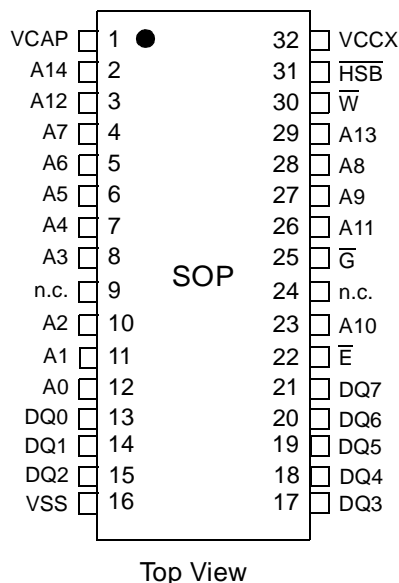 VCAP 1 32 VCCX
A14 2 31 H̅S̅B̅
A12 3 30 W̅
A7 4 29 A13
A6 5 28 A8
A5 6 27 A9
A4 7 26 A11
A3 8 25 G̅
SOP
n.c. 9 24 n.c.
A2 10 23 A10
A1 11 22 E̅
A0 12 21 DQ7
DQ0 13 20 DQ6
DQ1 14 19 DQ5
DQ2 15 18 DQ4
VSS 16 17 DQ3
Top View